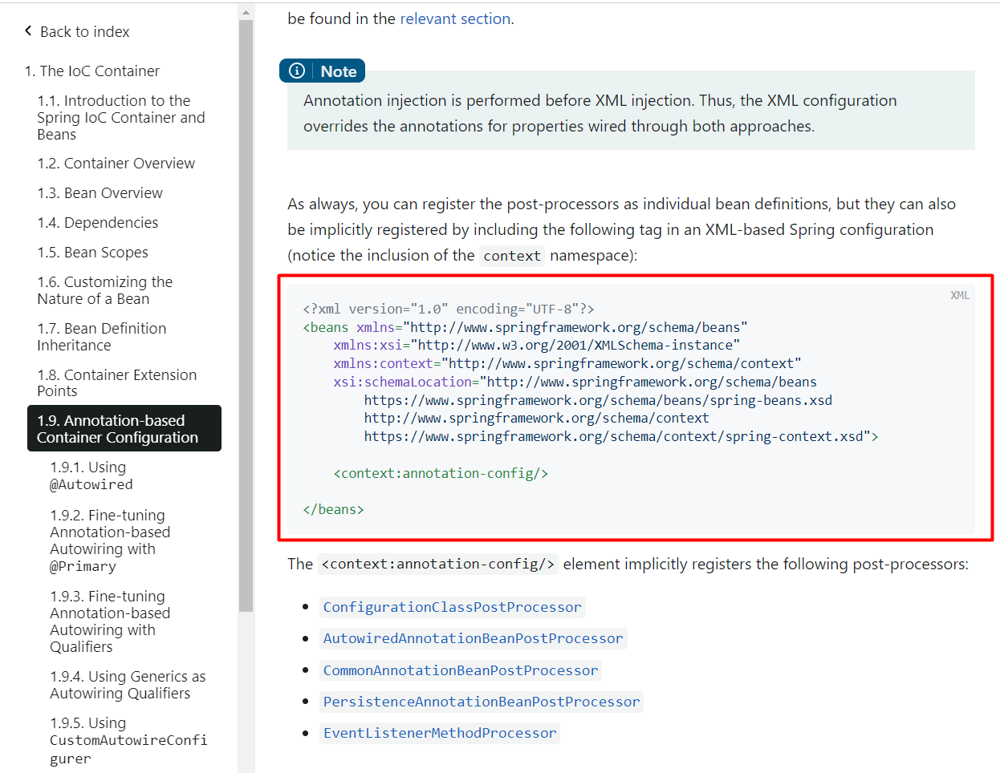 Back to index
1. The IoC Container
1.1. Introduction to the
Spring IoC Container and
Beans
1.2. Container Overview
1.3. Bean Overview
1.4. Dependencies
1.5. Bean Scopes
1.6. Customizing the
Nature of a Bean
1.7. Bean Definition
Inheritance
1.8. Container Extension
Points
1.9. Annotation-based
Container Configuration
1.9.1. Using
@Autowired
1.9.2. Fine-tuning
Annotation-based
Autowiring with
@Primary
1.9.3. Fine-tuning
Annotation-based
Autowiring with
Qualifiers
1.9.4. Using Generics as
Autowiring Qualifiers
1.9.5. Using
CustomAutowireConfi
gurer
be found in the relevant section.
Note
Annotation injection is performed before XML injection. Thus, the XML configuration
overrides the annotations for properties wired through both approaches.
As always, you can register the post-processors as individual bean definitions, but they can also
be implicitly registered by including the following tag in an XML-based Spring configuration
(notice the inclusion of the context namespace):
XML
<?xml version="1.0" encoding="UTF-8"?>
<beans xmlns="http://www.springframework.org/schema/beans"
xmlns:xsi="http://www.w3.org/2001/XMLSchema-instance"
xmlns:context="http://www.springframework.org/schema/context"
xsi:schemaLocation="http://www.springframework.org/schema/beans
https://www.springframework.org/schema/beans/spring-beans.xsd
http://www.springframework.org/schema/context
https://www.springframework.org/schema/context/spring-context.xsd">
<context:annotation-config/>
</beans>
The <context:annotation-config/> element implicitly registers the following post-processors:
• ConfigurationClassPostProcessor
• AutowiredAnnotationBeanPostProcessor
• CommonAnnotationBeanPostProcessor
• PersistenceAnnotationBeanPostProcessor
• EventListenerMethodProcessor